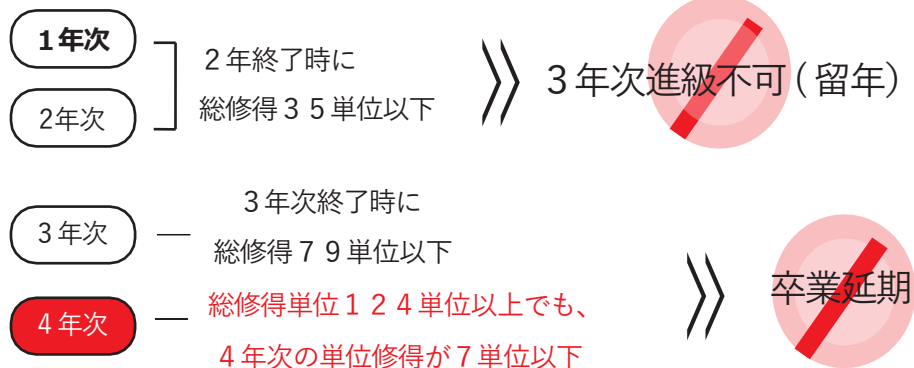 1年次
2年終了時に
総修得35単位以下
2年次
3年次進級不可(留年)
3年次
3年次終了時に
総修得79単位以下
4年次
総修得単位124単位以上でも、
4年次の単位修得が7単位以下
卒業延期